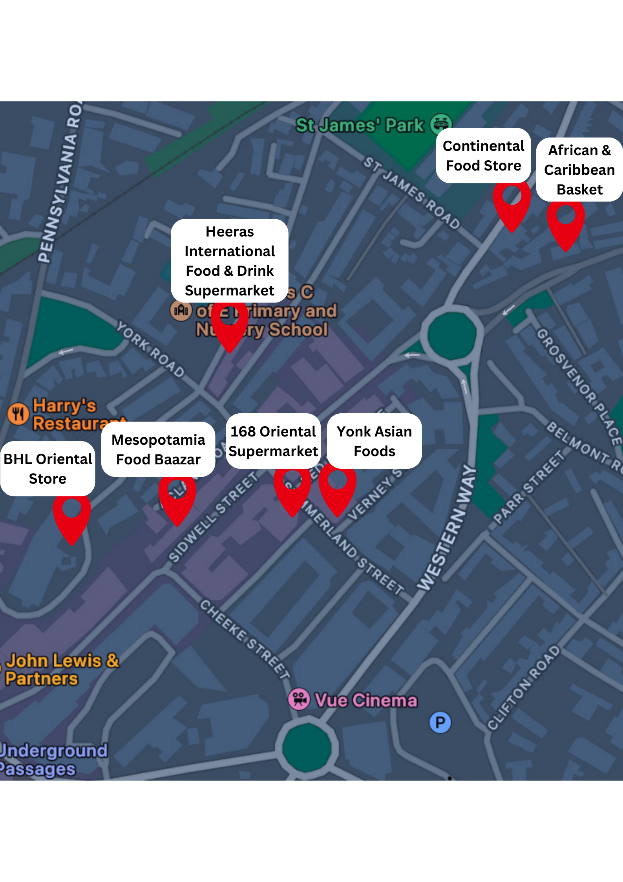 PENNSYLVANIA RO
St James' Park
ST JAMES ROAD
Continental
Food Store
African &
Caribbean
Basket
Heeras
International
Food & Drink
Supermarket
s C
of E Primary and
Nursery School
YORK ROAD
GROSVENOR PLACE
Harry's
Restaurant
BELMONT R
BHL Oriental
Store
Mesopotamia
Food Baazar
168 Oriental
Supermarket
Yonk Asian
Foods
SIDWELL STREET
VERNEY S
MERLAND STREET
WESTERN WAY
PARR STREET
CHEEKE STREET
John Lewis &
Partners
CLIFTON ROAD
Vue Cinema
P
Underground
Passages